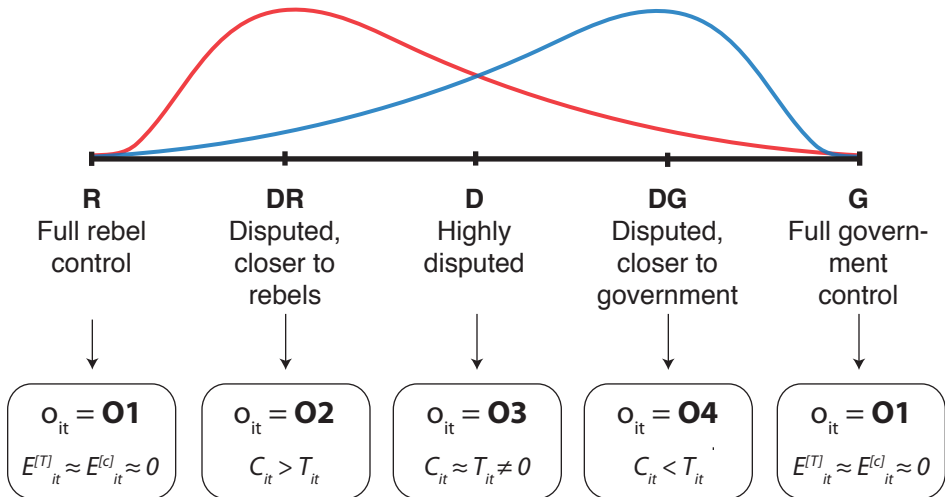 R
Full rebel
control
DR
Disputed,
closer to
rebels
D
Highly
disputed
DG
Disputed,
closer to
government
G
Full govern-
ment
control
o_it = O1
E^[T]_it ≈ E^[c]_it ≈ 0
o_it = O2
C_it > T_it
o_it = O3
C_it ≈ T_it ≠ 0
o_it = O4
C_it < T_it
o_it = O1
E^[T]_it ≈ E^[c]_it ≈ 0